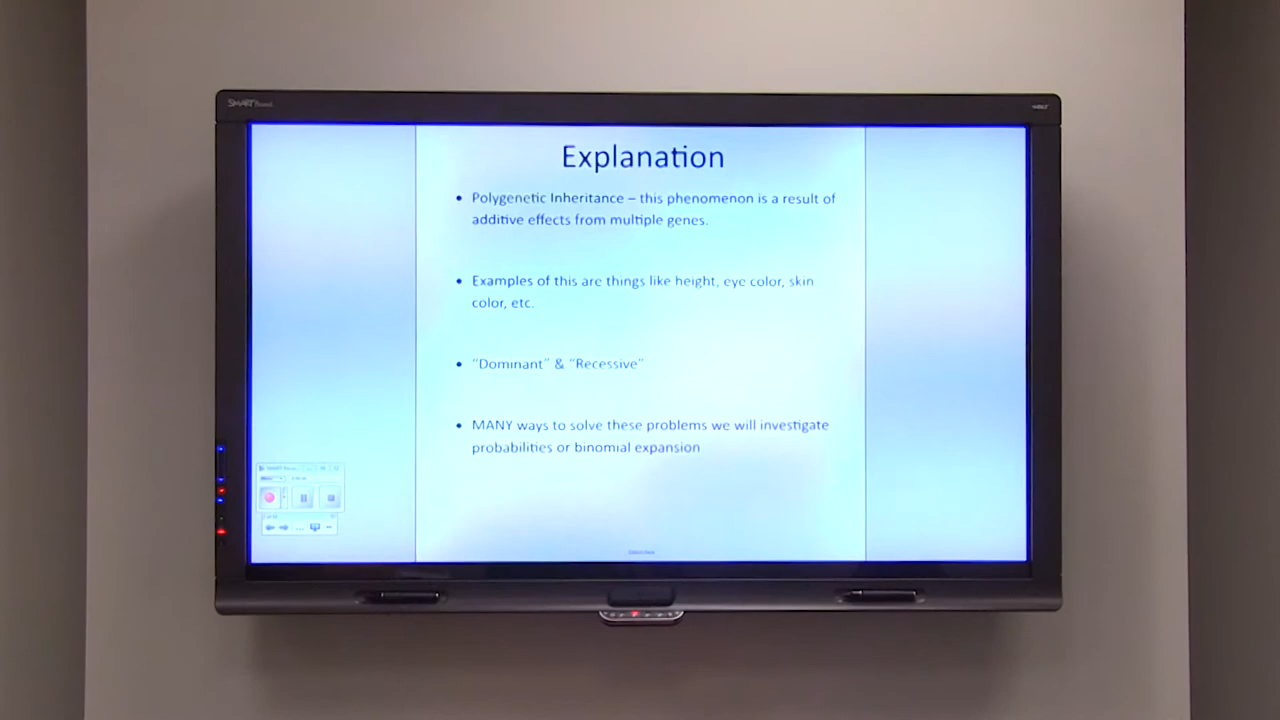 SMART Board
Explanation
• Polygenetic Inheritance – this phenomenon is a result of
additive effects from multiple genes.
• Examples of this are things like height, eye color, skin
color, etc.
• “Dominant” & “Recessive”
• MANY ways to solve these problems we will investigate
probabilities or binomial expansion